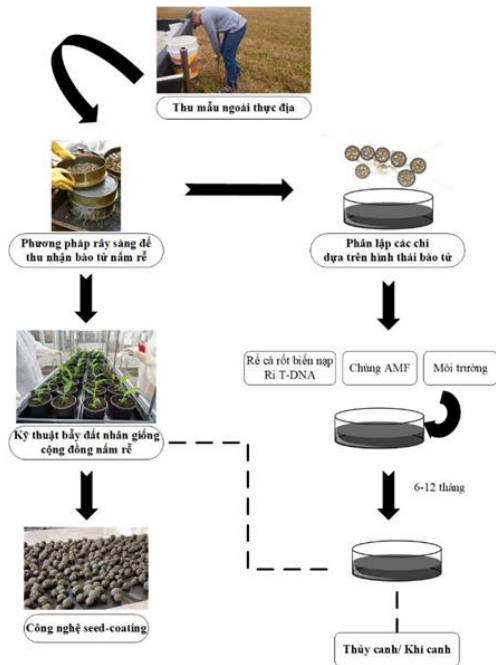 Thu mẫu ngoài thực địa
Phương pháp rây sàng để
thu nhận bào tử nấm rễ
Phân lập các chi
dựa trên hình thái bào tử
Rễ cà rốt biến nạp
Ri T-DNA
Chủng AMF
Môi trường
Kỹ thuật bẫy đất nhân giống
cộng đồng nấm rễ
6-12 tháng
Công nghệ seed-coating
Thủy canh/ Khí canh